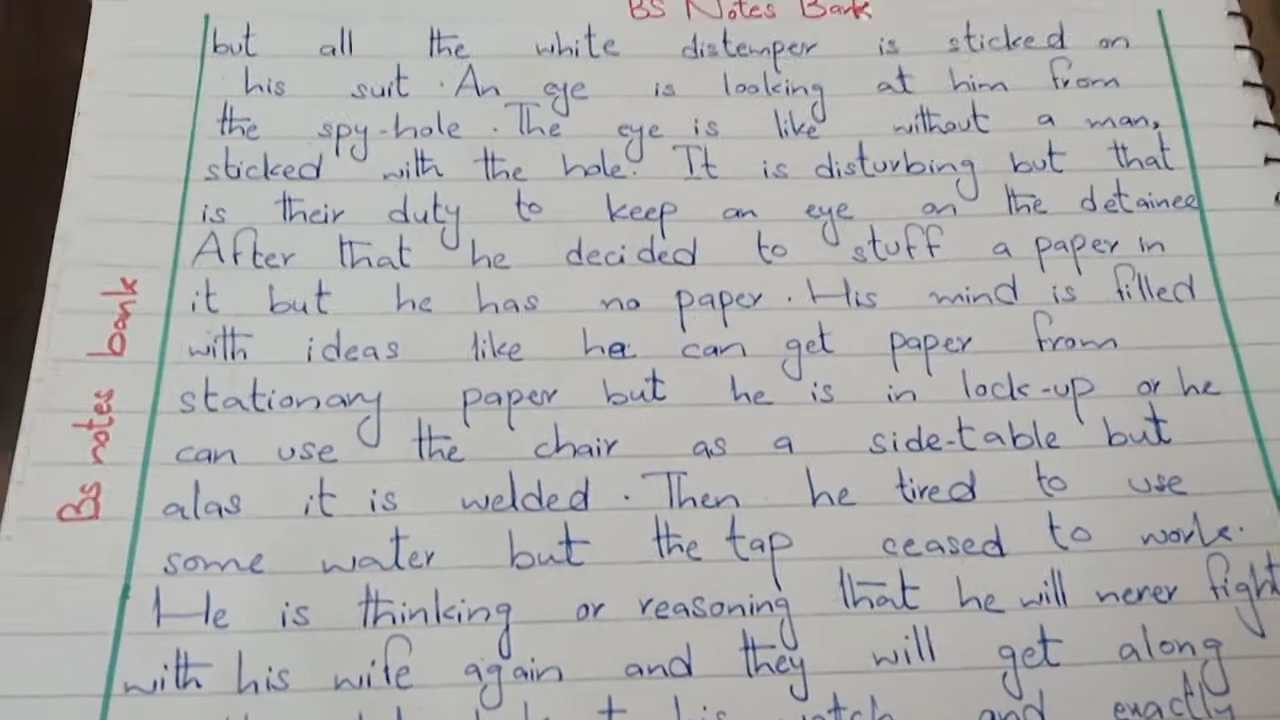 BS Notes Bank
but all the white distemper is sticked on
his suit. An eye is looking at him from
the spy-hole. The eye is like without a man,
sticked with the hole. It is disturbing but that
is their duty to keep an eye on the detainee
After that he decided to stuff a paper in
it but he has no paper. His mind is filled
with ideas like he can get paper from
stationary paper but he is in lock-up or he
can use the chair as a side-table but
alas it is welded. Then he tired to use
some water but the tap ceased to work.
He is thinking or reasoning that he will never fight
with his wife again and they will get along
and exactly
Bs notes bank